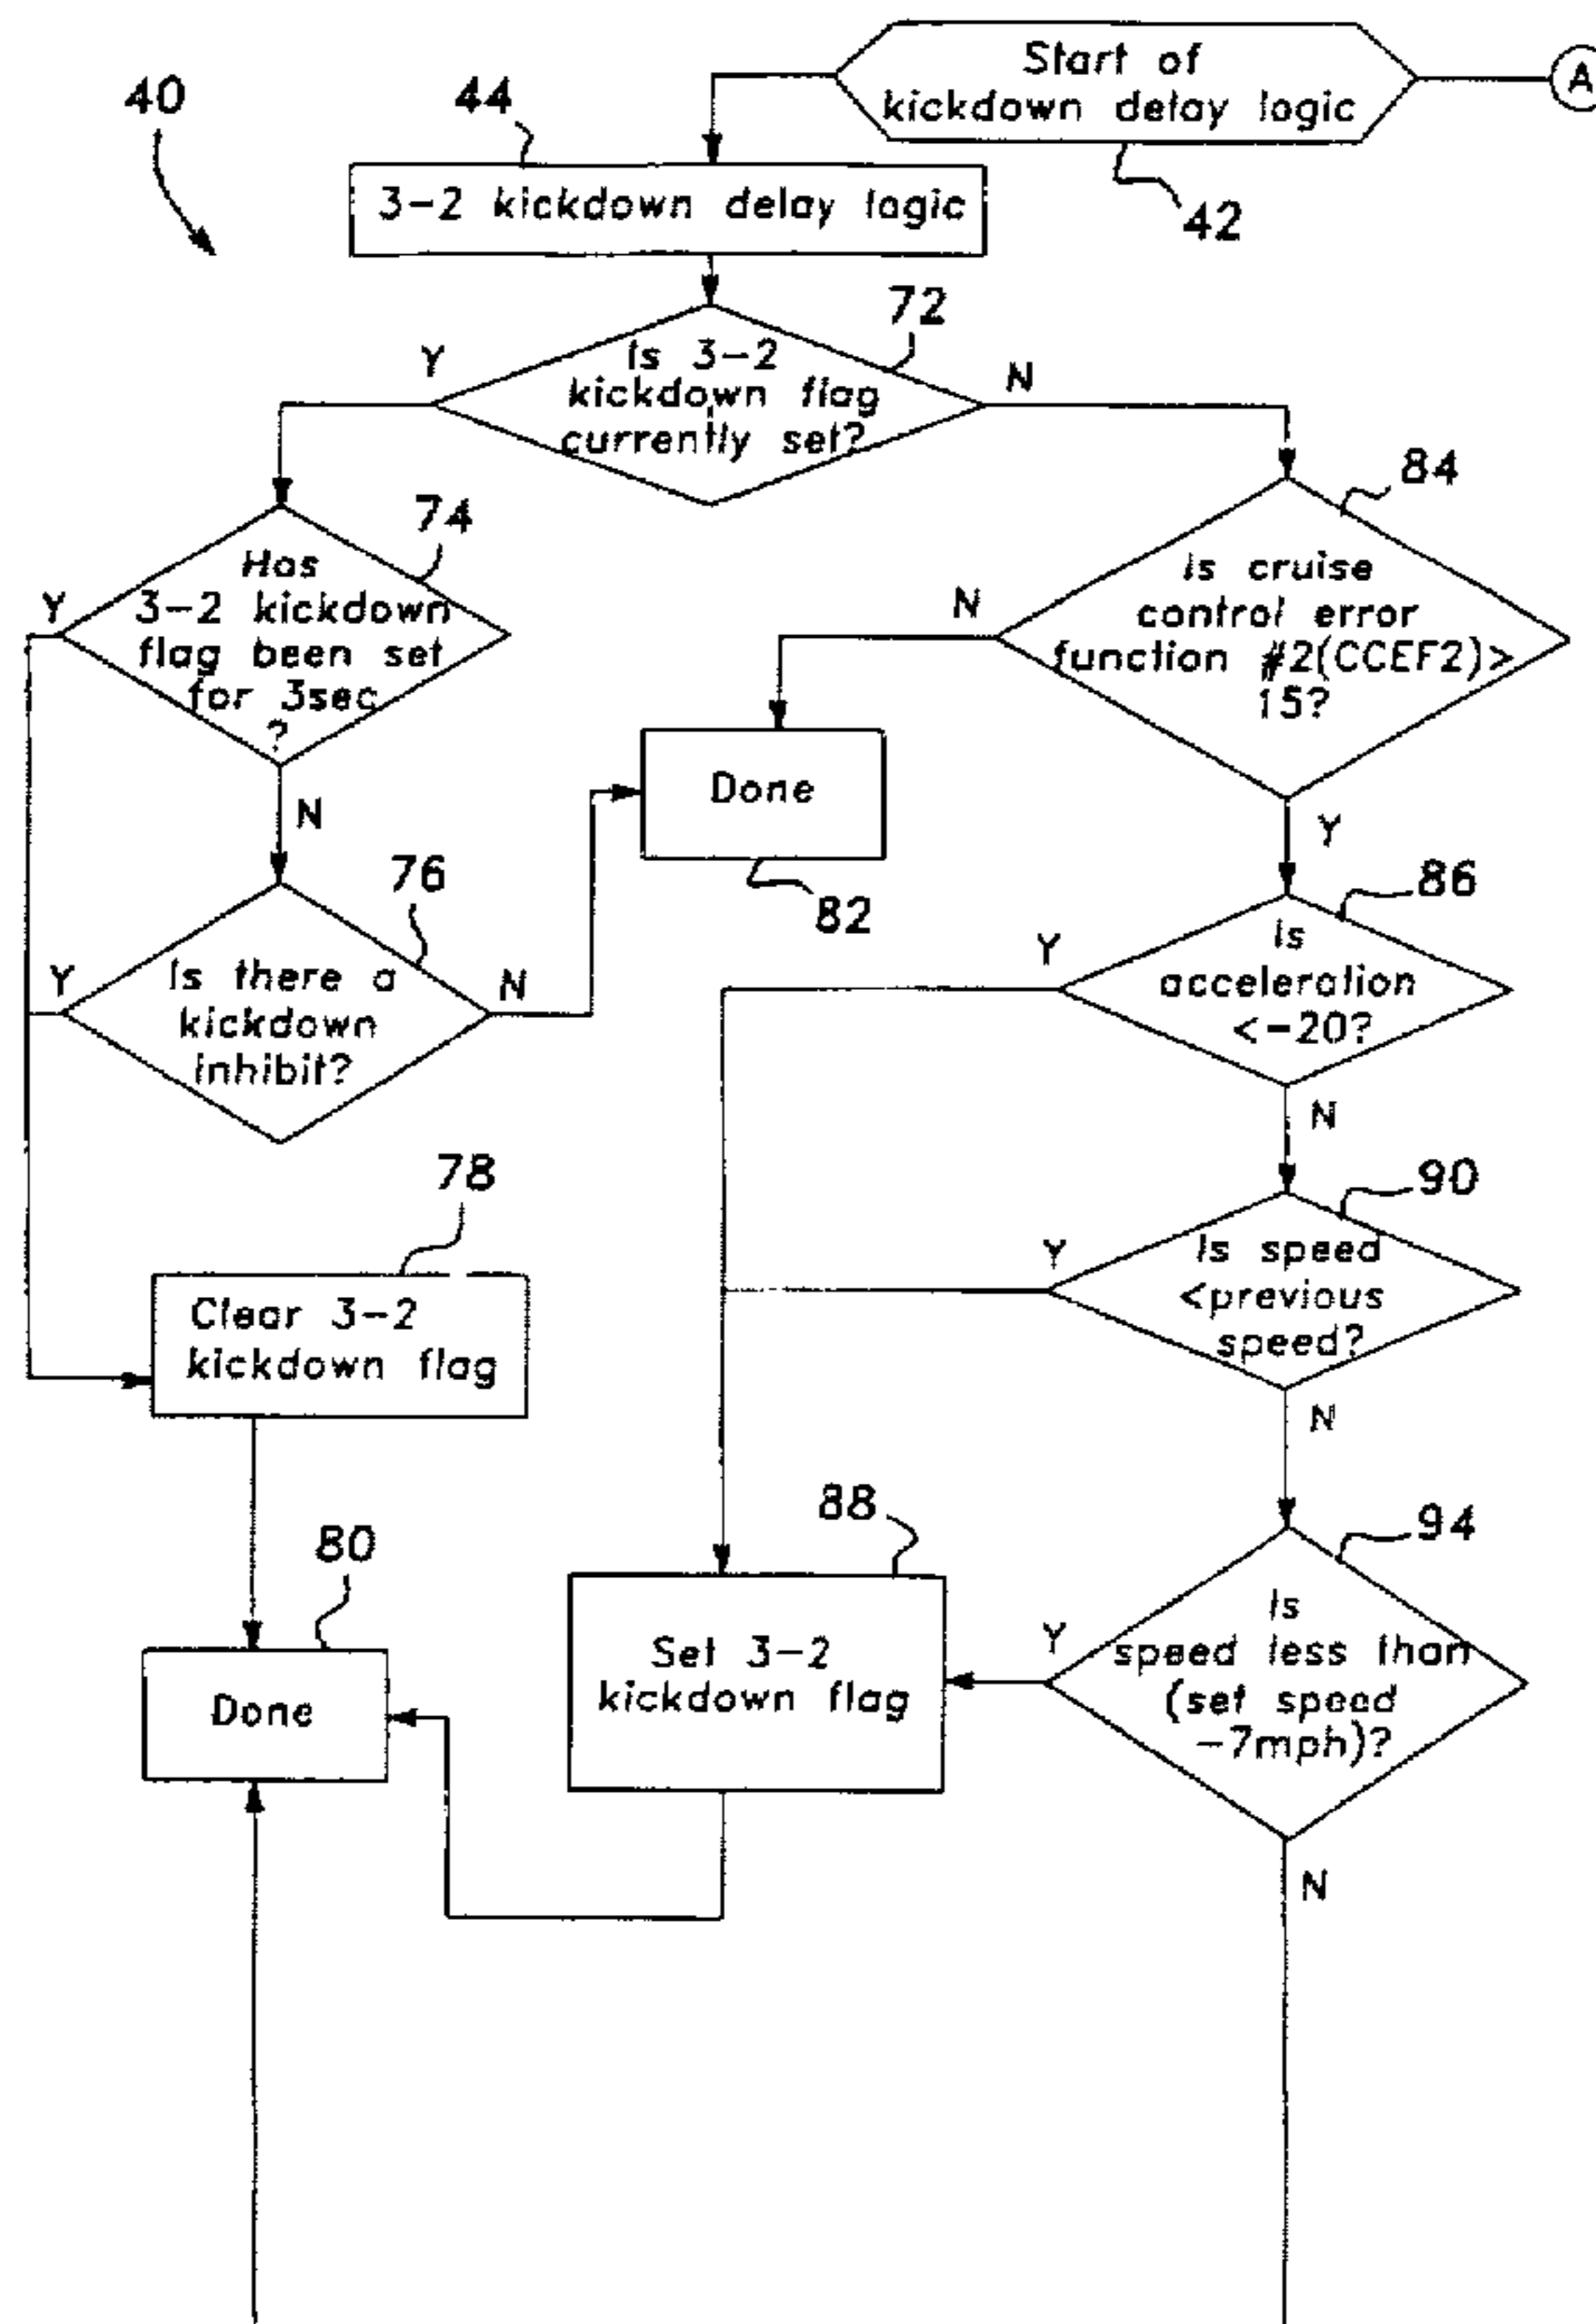 Start of
kickdown delay logic
A
40
44
42
3-2 kickdown delay logic
72
Y
Is 3-2
kickdown flag
currently set?
N
84
74
Has
3-2 kickdown
flag been set
for 3sec
?
Y
N
Is cruise
control error
function #2(CCEF2)>
15?
N
Y
Done
82
76
Y
Is there a
kickdown
inhibit?
N
86
Y
Is
acceleration
<-20?
N
78
Clear 3-2
kickdown flag
90
Y
Is speed
<previous
speed?
N
80
Done
88
Set 3-2
kickdown flag
94
Y
Is
speed less than
(set speed
-7mph)?
N